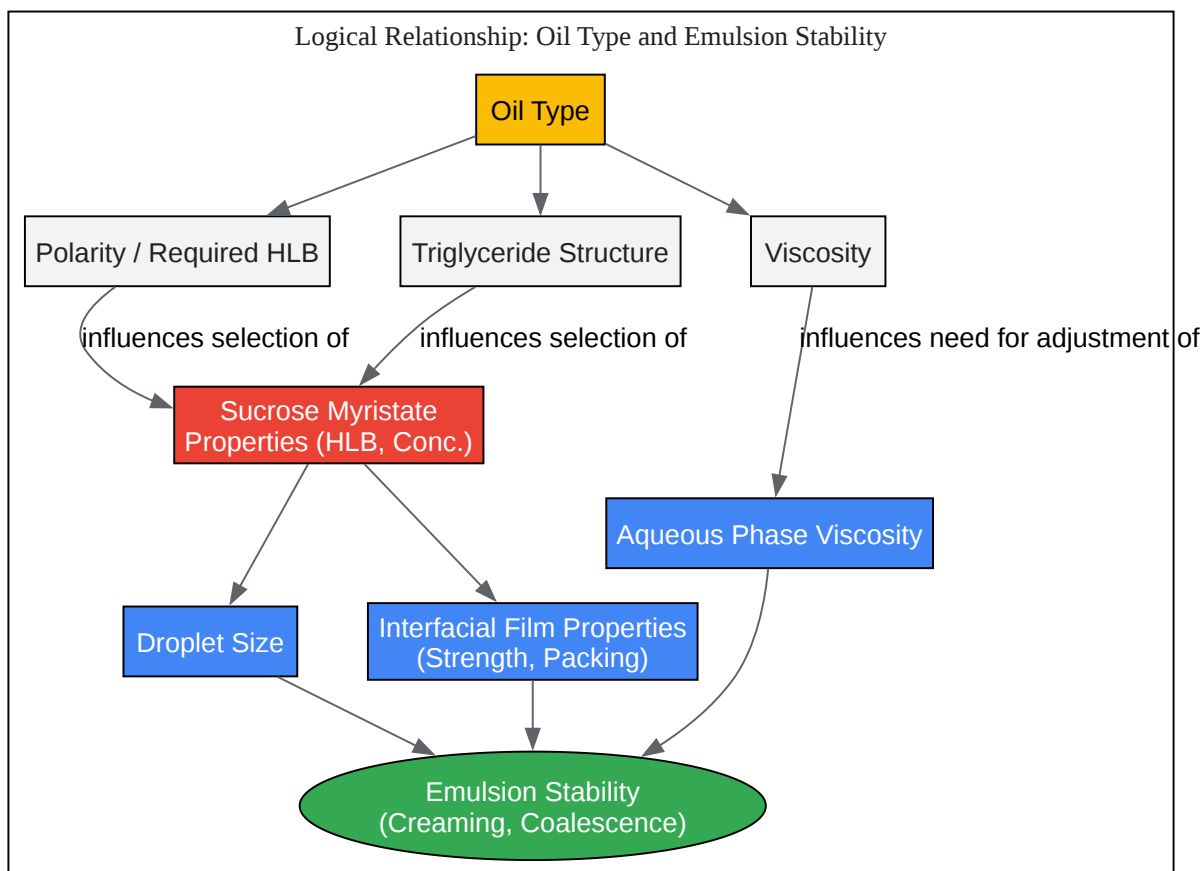 Logical Relationship: Oil Type and Emulsion Stability
Oil Type
Polarity / Required HLB
Triglyceride Structure
Viscosity
influences selection of
influences selection of
influences need for adjustment of
Sucrose Myristate
Properties (HLB, Conc.)
Aqueous Phase Viscosity
Droplet Size
Interfacial Film Properties
(Strength, Packing)
Emulsion Stability
(Creaming, Coalescence)